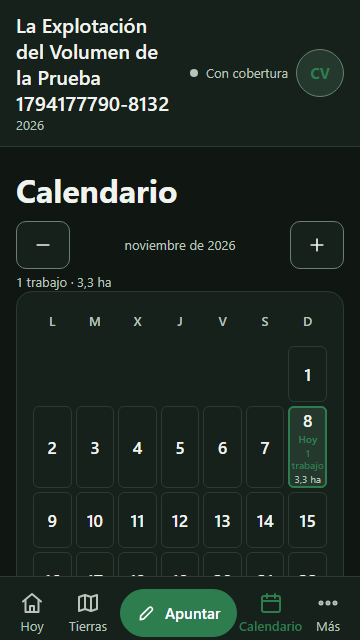 La Explotación
del Volumen de
la Prueba
1794177790-8132
2026
Con cobertura
CV
Calendario
− noviembre de 2026 +
1 trabajo · 3,3 ha
L M X J V S D
1
2 3 4 5 6 7 8
Hoy
1
trabajo
3,3 ha
9 10 11 12 13 14 15
Hoy Tierras Apuntar Calendario Más